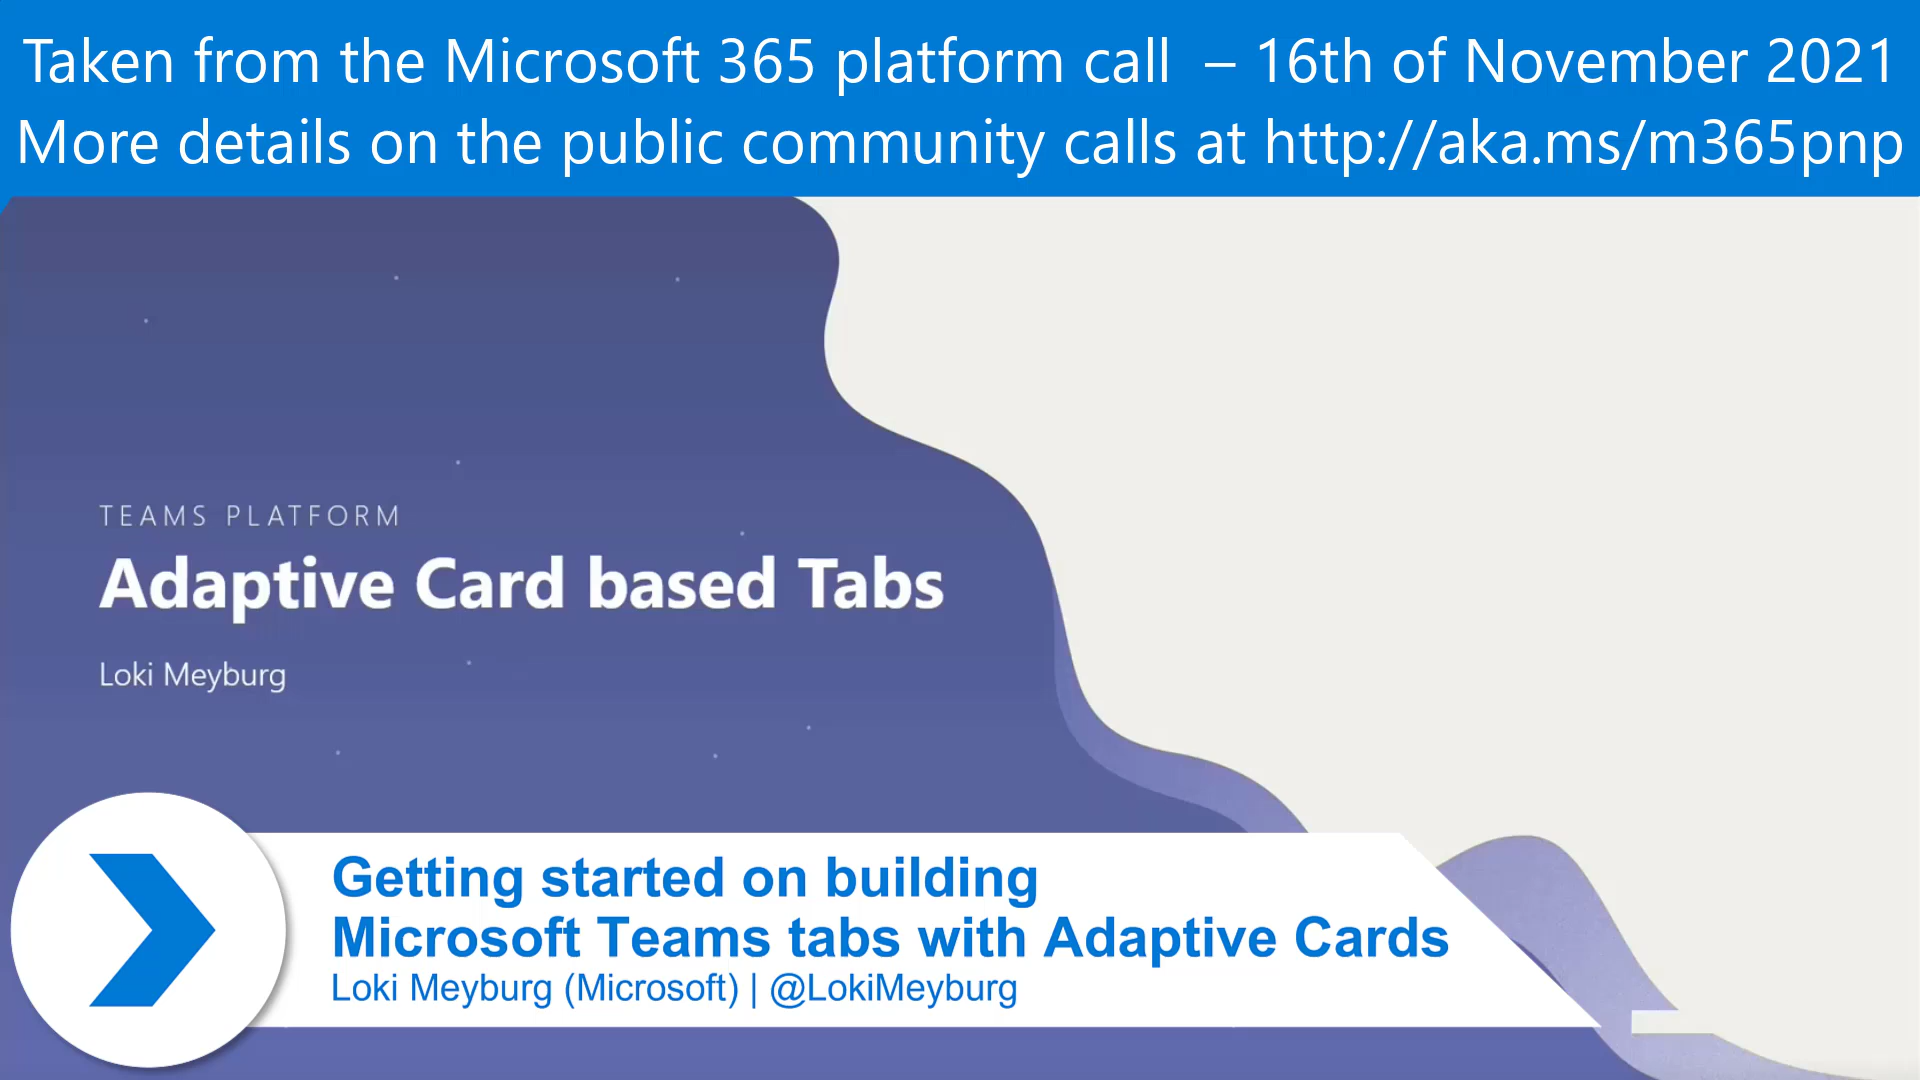 Taken from the Microsoft 365 platform call – 16th of November 2021
More details on the public community calls at http://aka.ms/m365pnp
TEAMS PLATFORM
Adaptive Card based Tabs
Loki Meyburg
Getting started on building
Microsoft Teams tabs with Adaptive Cards
Loki Meyburg (Microsoft) | @LokiMeyburg